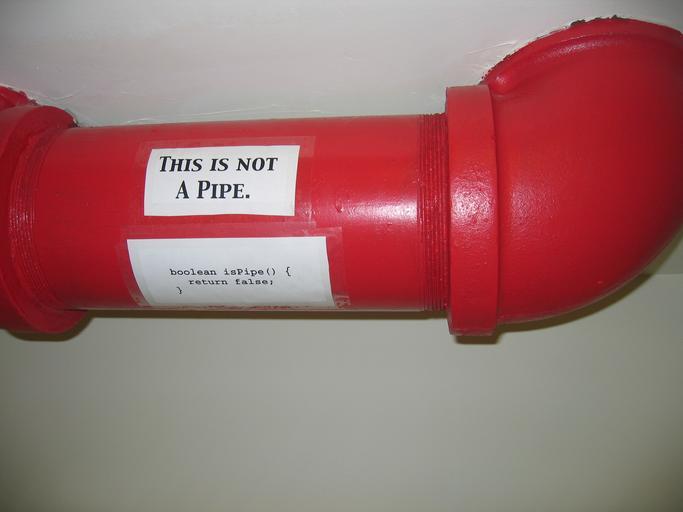 THIS IS NOT
A PIPE.
boolean isPipe() {
  return false;
}